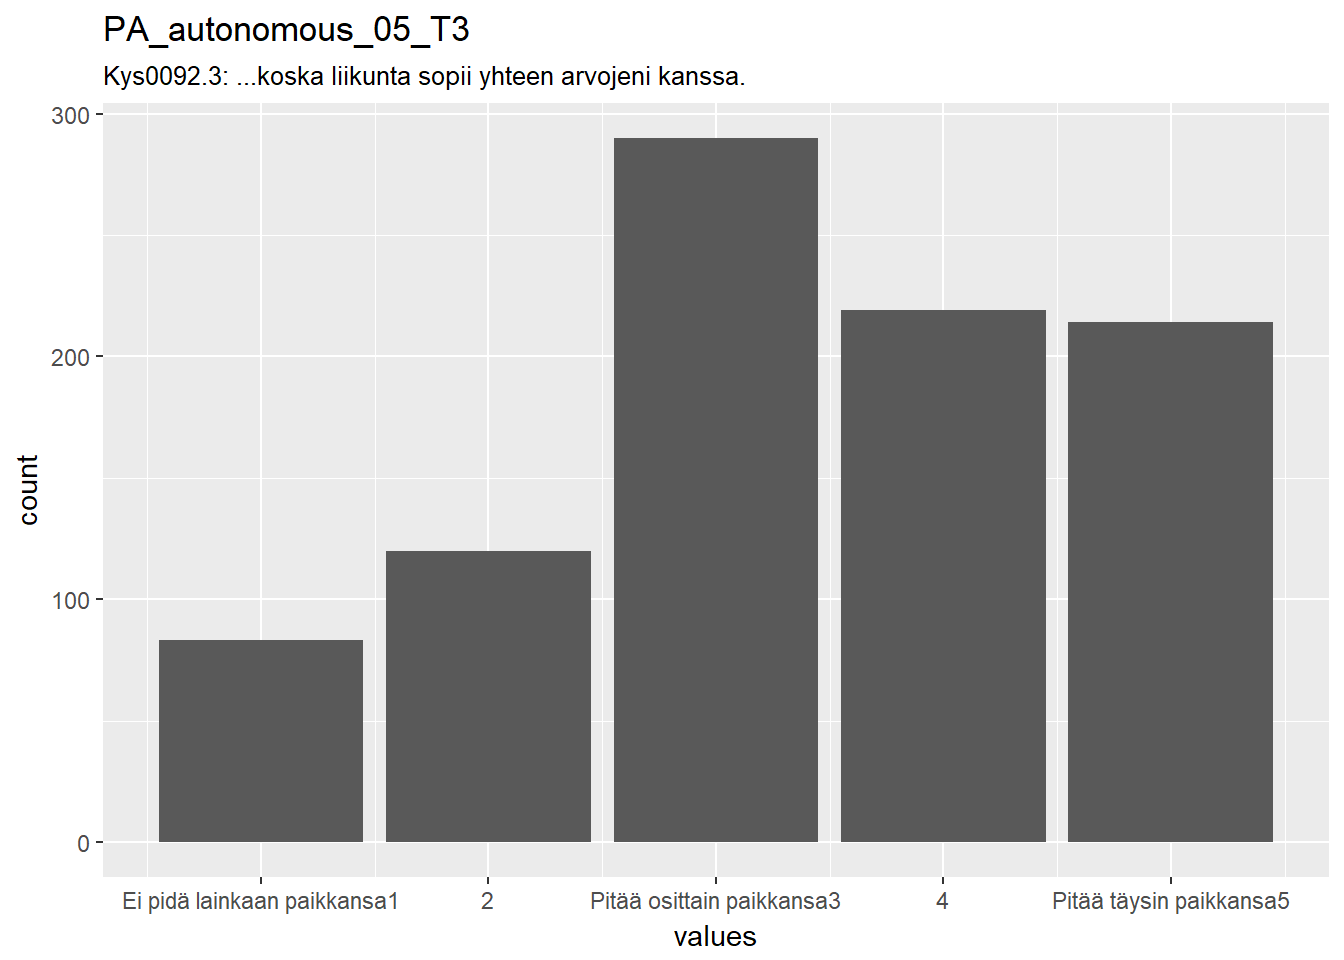 PA_autonomous_05_T3
Kys0092.3: ...koska liikunta sopii yhteen arvojeni kanssa.
300
200
100
0
count
Ei pidä lainkaan paikkansa1
2
Pitää osittain paikkansa3
4
Pitää täysin paikkansa5
values